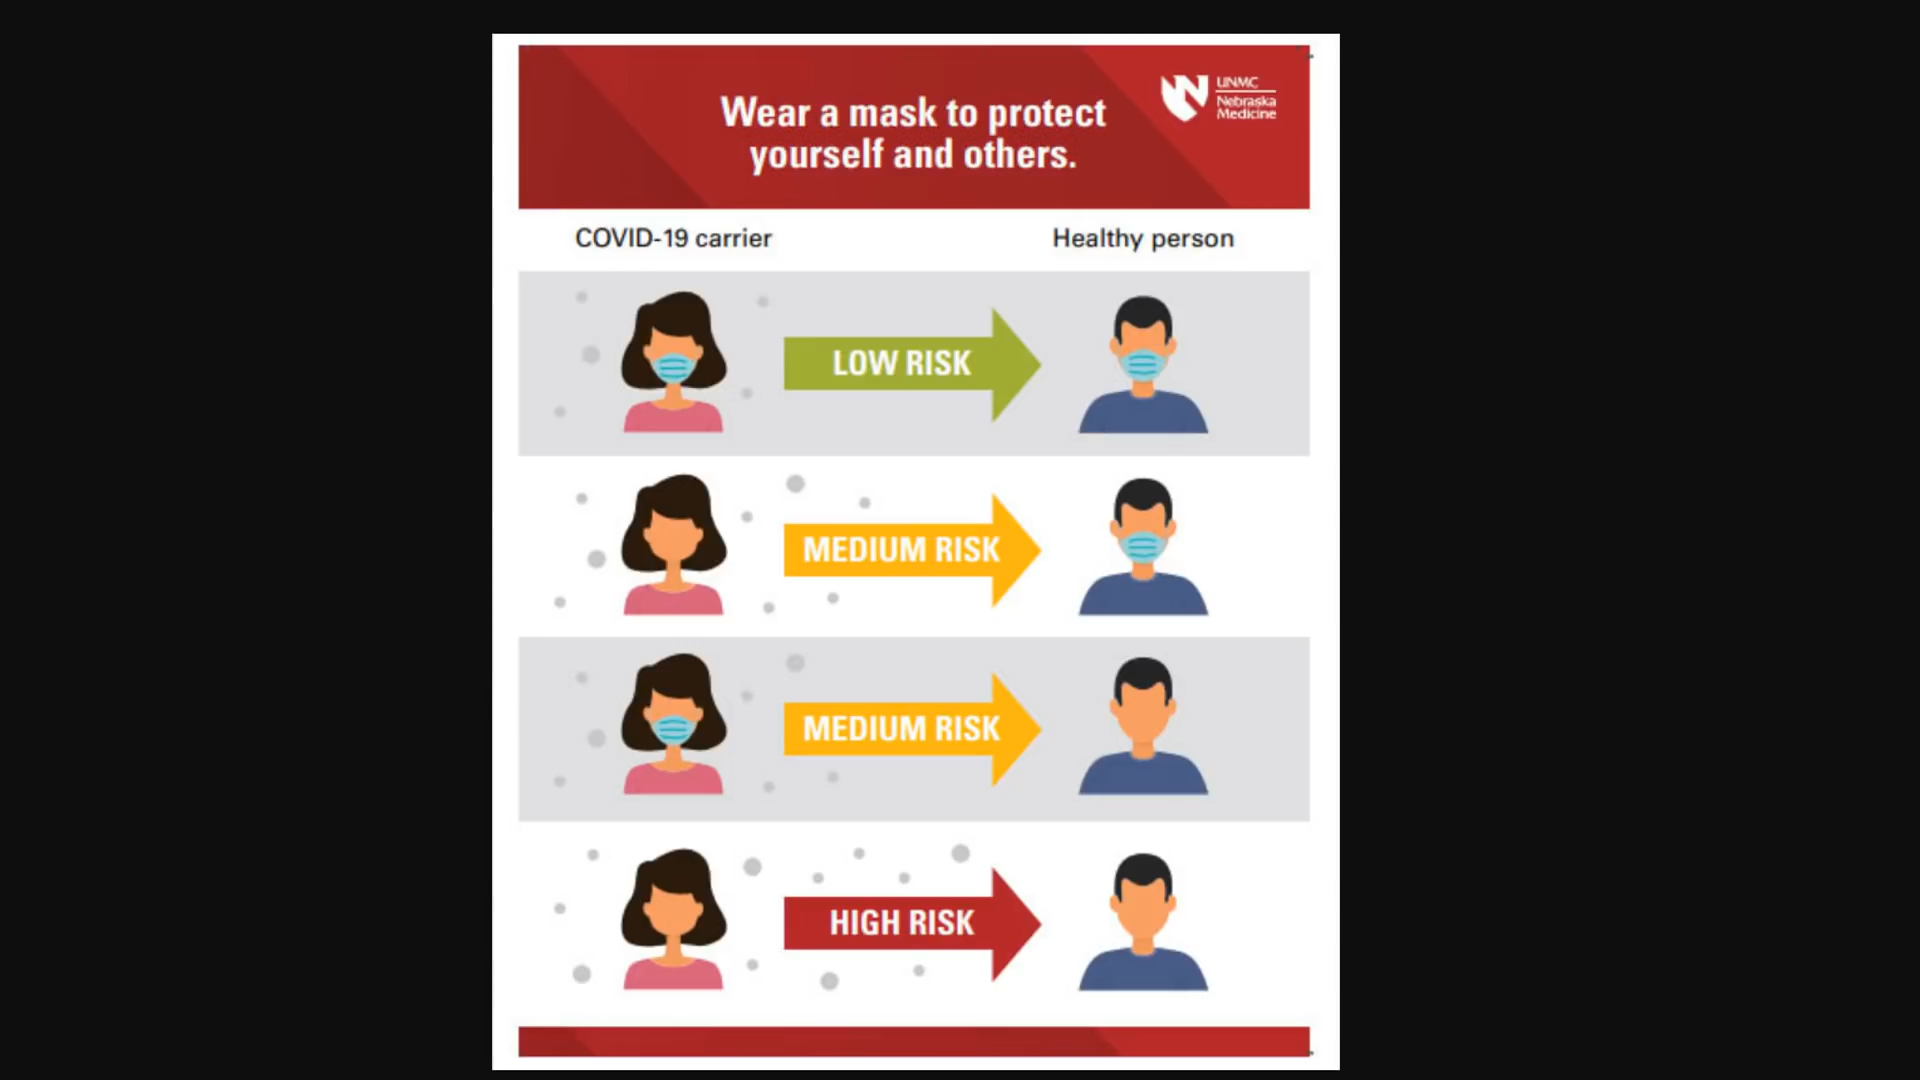 Wear a mask to protect
yourself and others.
UNMC
Nebraska
Medicine
COVID-19 carrier
Healthy person
LOW RISK
MEDIUM RISK
MEDIUM RISK
HIGH RISK